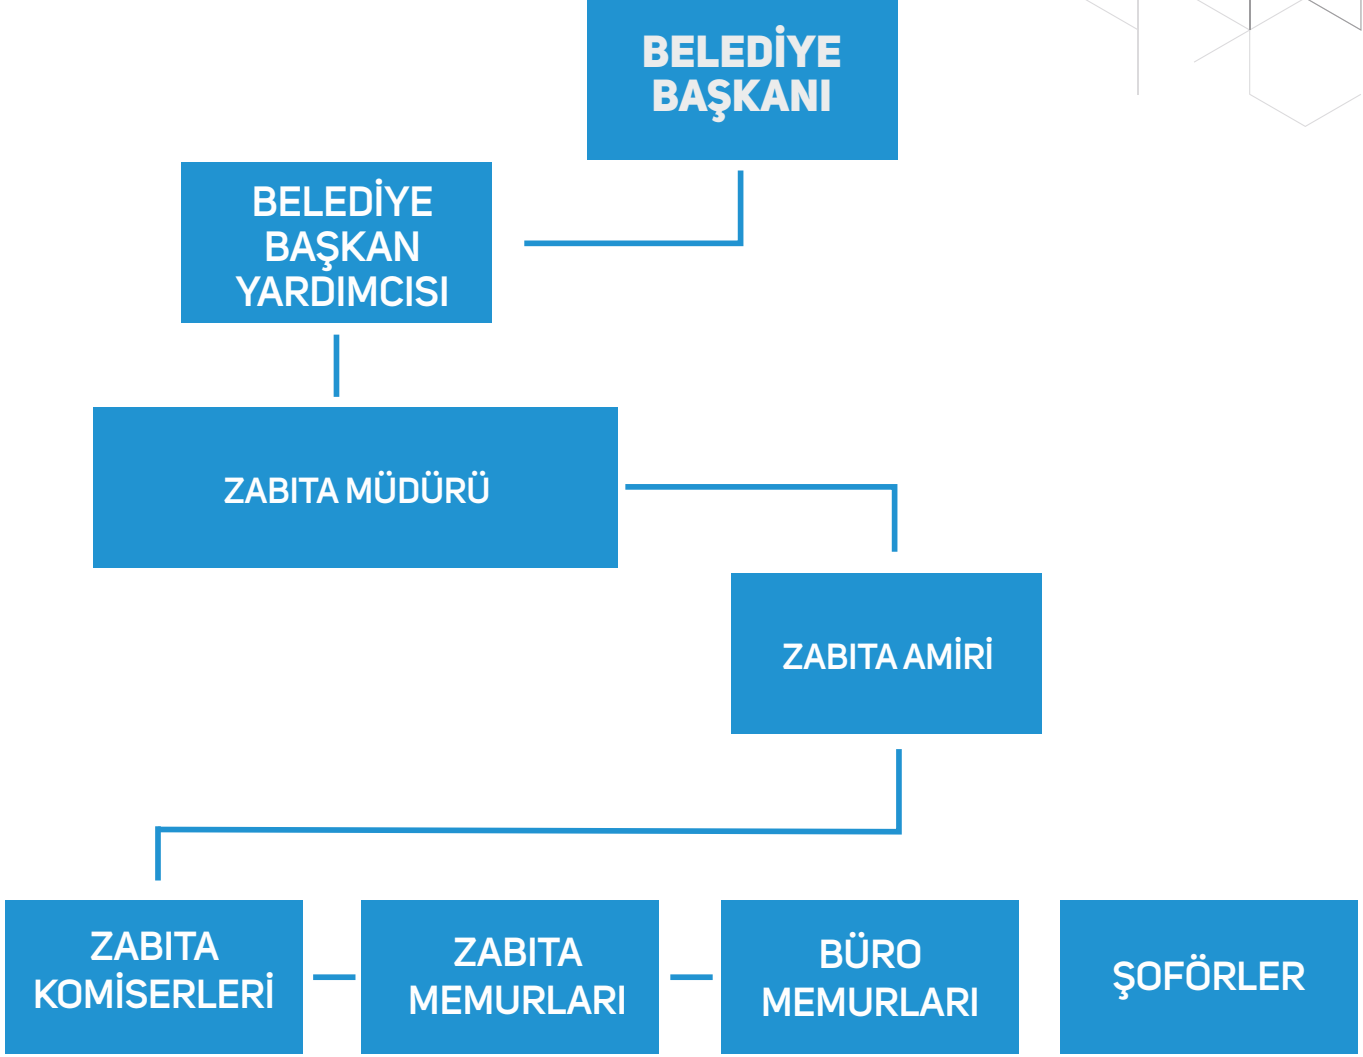 BELEDİYE
BAŞKANI
BELEDİYE
BAŞKAN
YARDIMCISI
ZABITA MÜDÜRÜ
ZABITA AMİRİ
ZABITA
KOMİSERLERİ
ZABITA
MEMURLARI
BÜRO
MEMURLARI
ŞOFÖRLER